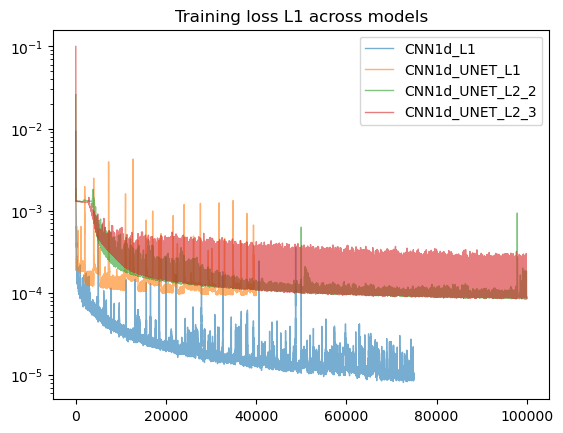 Training loss L1 across models
CNN1d_L1
CNN1d_UNET_L1
CNN1d_UNET_L2_2
CNN1d_UNET_L2_3
10⁻¹
10⁻²
10⁻³
10⁻⁴
10⁻⁵
0 20000 40000 60000 80000 100000